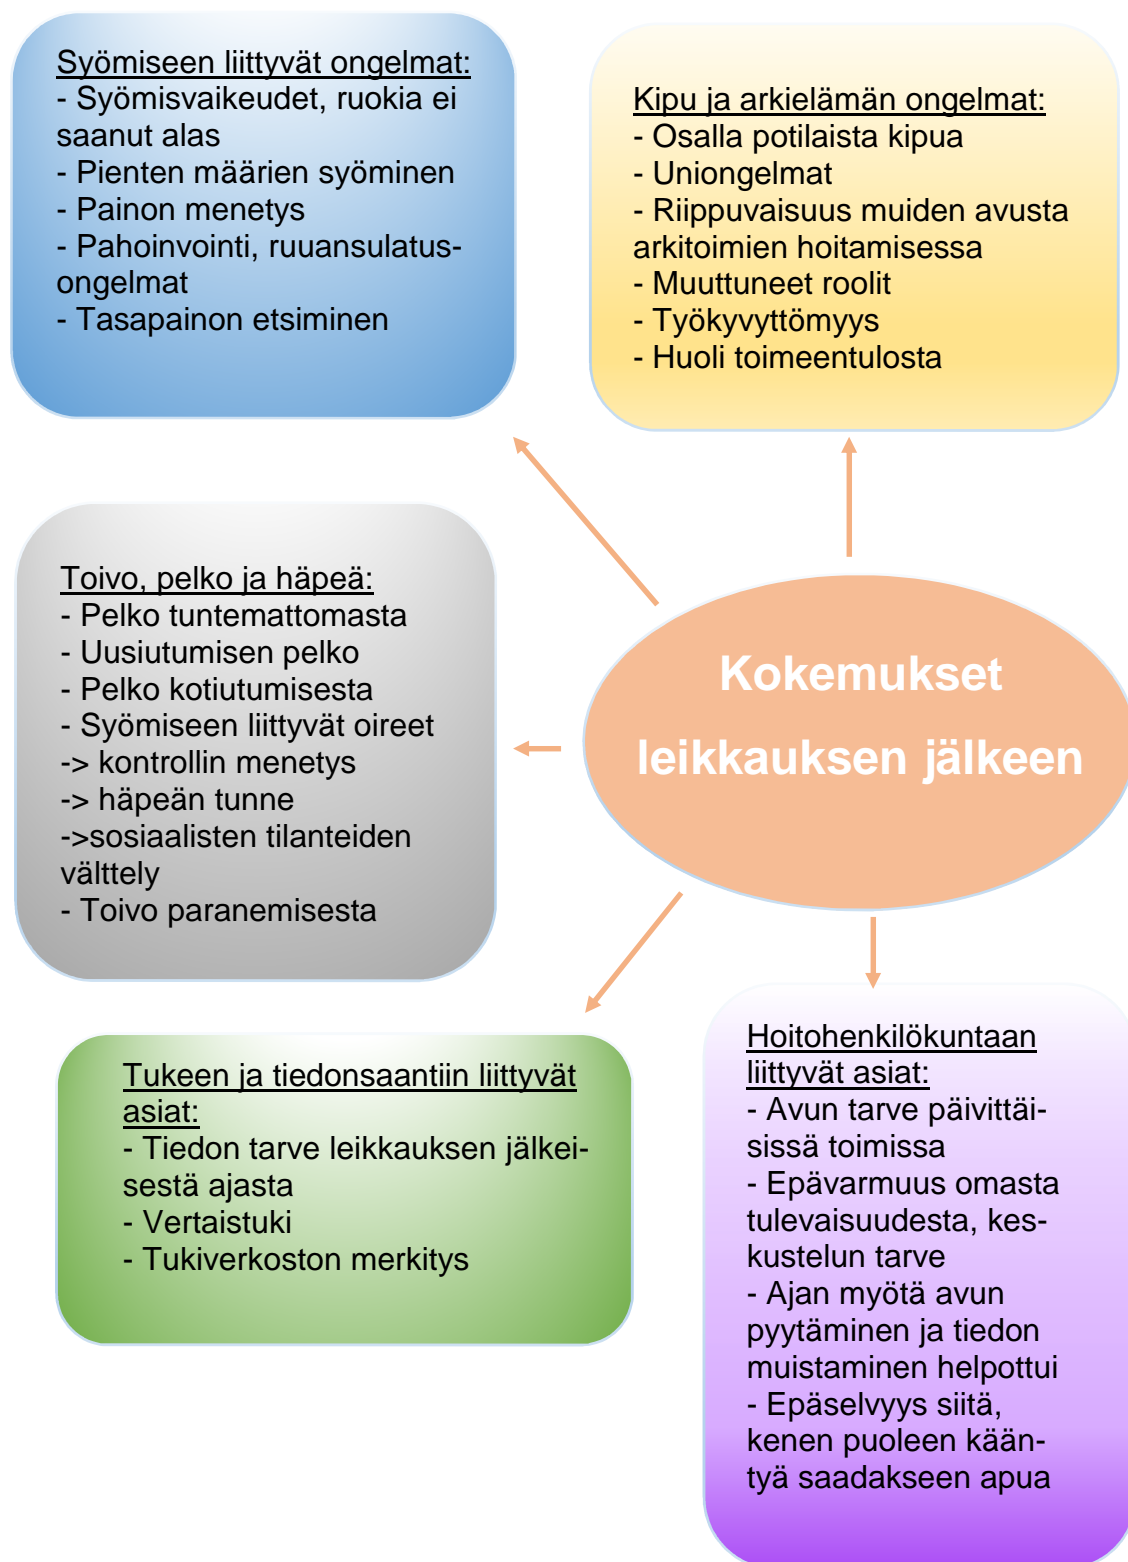 Syömiseen liittyvät ongelmat:
- Syömisvaikeudet, ruokia ei
saanut alas
- Pienten määrien syöminen
- Painon menetys
- Pahoinvointi, ruuansulatus-
ongelmat
- Tasapainon etsiminen
Kipu ja arkielämän ongelmat:
- Osalla potilaista kipua
- Uniongelmat
- Riippuvaisuus muiden avusta
arkitoimien hoitamisessa
- Muuttuneet roolit
- Työkyvyttömyys
- Huoli toimeentulosta
Toivo, pelko ja häpeä:
- Pelko tuntemattomasta
- Uusiutumisen pelko
- Pelko kotiutumisesta
- Syömiseen liittyvät oireet
-> kontrollin menetys
-> häpeän tunne
->sosiaalisten tilanteiden
välttely
- Toivo paranemisesta
Kokemukset
leikkauksen jälkeen
Tukeen ja tiedonsaantiin liittyvät
asiat:
- Tiedon tarve leikkauksen jälkei-
sestä ajasta
- Vertaistuki
- Tukiverkoston merkitys
Hoitohenkilökuntaan
liittyvät asiat:
- Avun tarve päivittäi-
sissä toimissa
- Epävarmuus omasta
tulevaisuudesta, kes-
kustelun tarve
- Ajan myötä avun
pyytäminen ja tiedon
muistaminen helpottui
- Epäselvyys siitä,
kenen puoleen kään-
tyä saadakseen apua